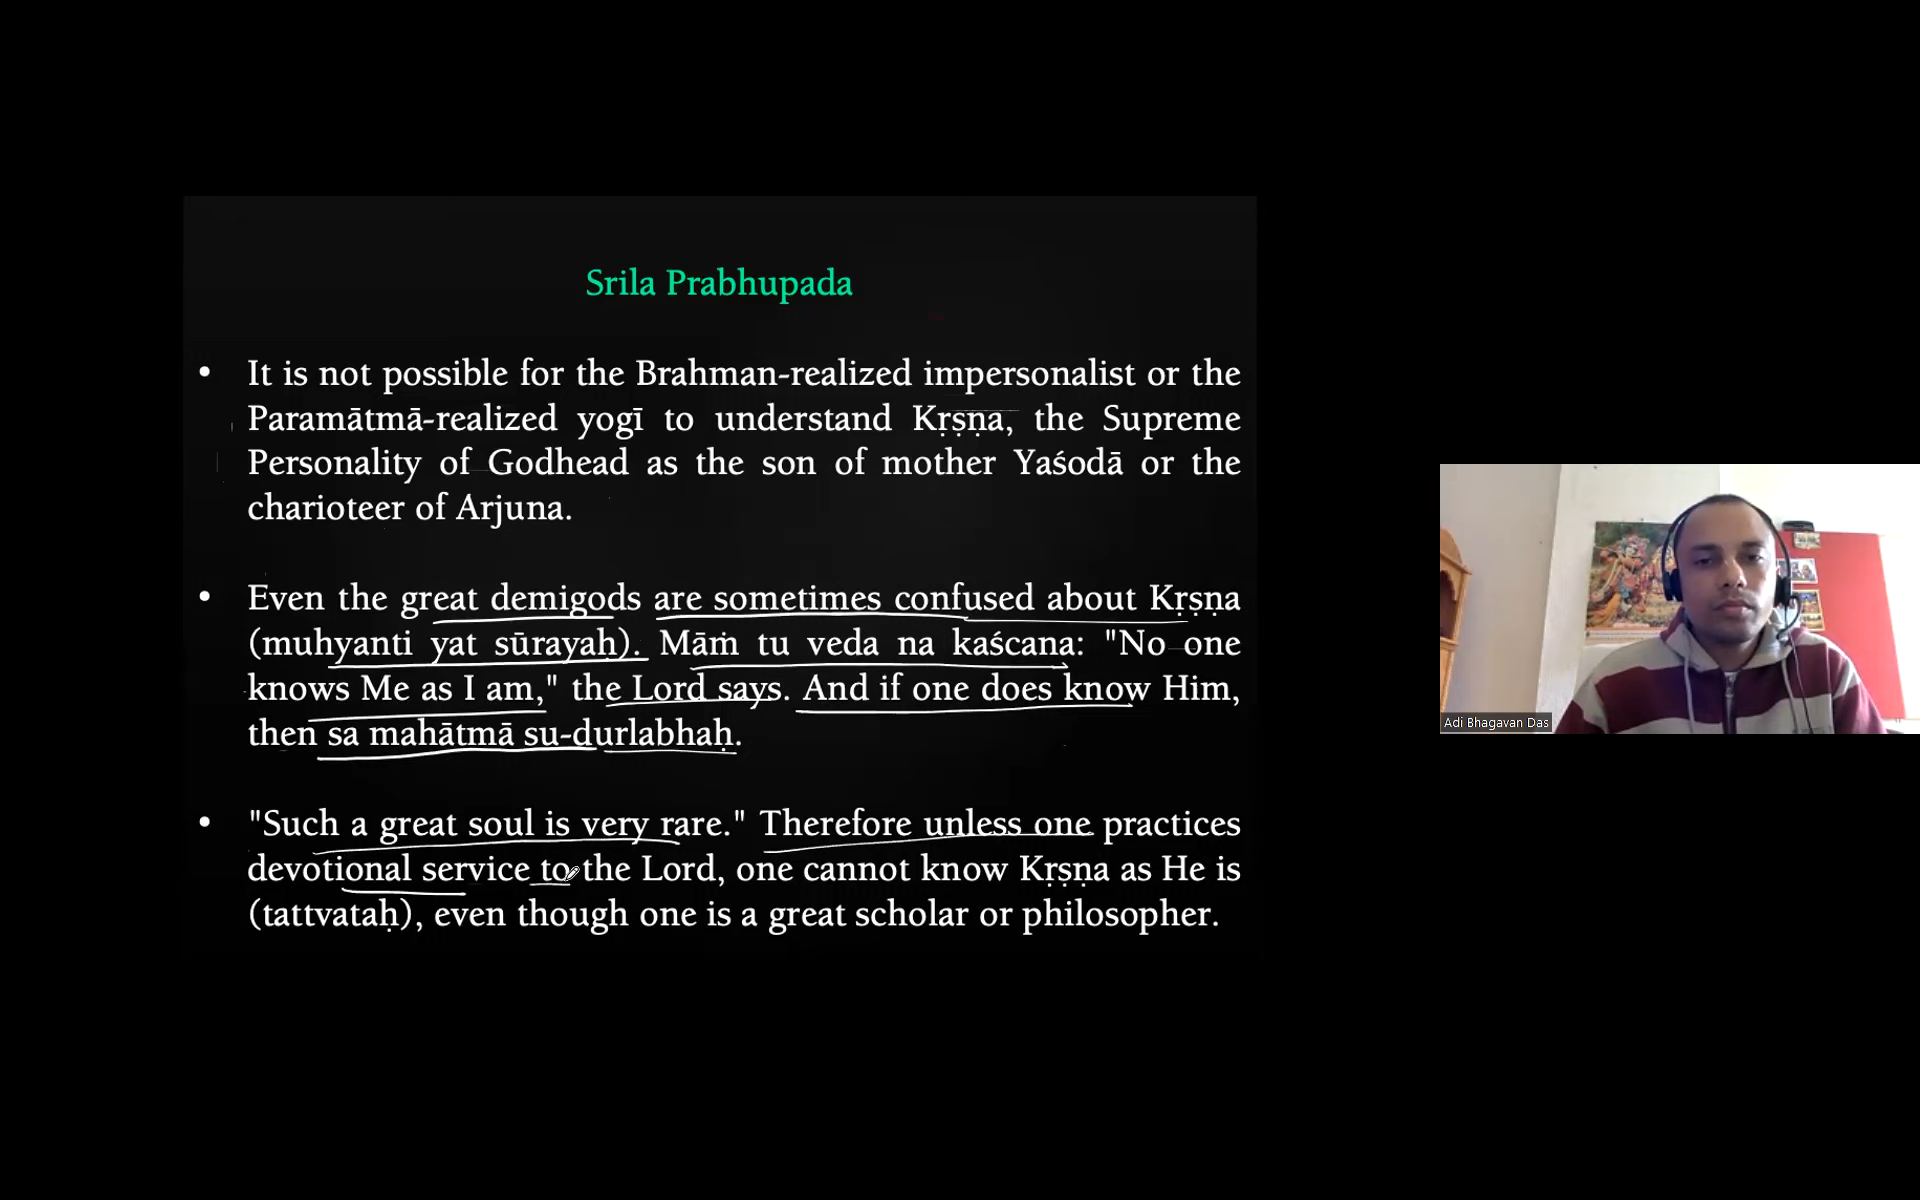 Srila Prabhupada
• It is not possible for the Brahman-realized impersonalist or the
Paramātmā-realized yogī to understand Kṛṣṇa, the Supreme
Personality of Godhead as the son of mother Yaśodā or the
charioteer of Arjuna.
• Even the great demigods are sometimes confused about Kṛṣṇa
(muhyanti yat sūrayaḥ). Māṁ tu veda na kaścana: "No one
knows Me as I am," the Lord says. And if one does know Him,
then sa mahātmā su-durlabhaḥ.
• "Such a great soul is very rare." Therefore unless one practices
devotional service to the Lord, one cannot know Kṛṣṇa as He is
(tattvataḥ), even though one is a great scholar or philosopher.
Adi Bhagavan Das